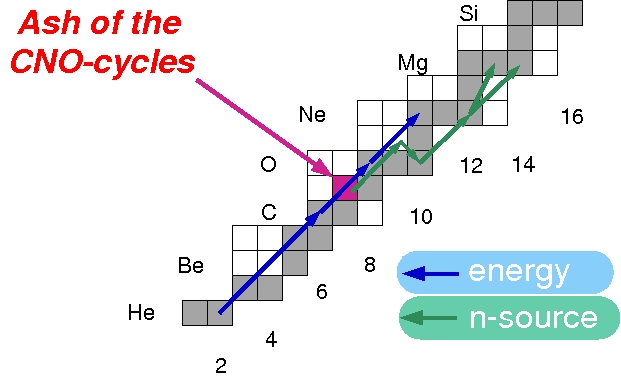 Ash of the
CNO-cycles
Si
Mg
Ne
O
C
Be
He
2
4
6
8
10
12
14
16
energy
n-source